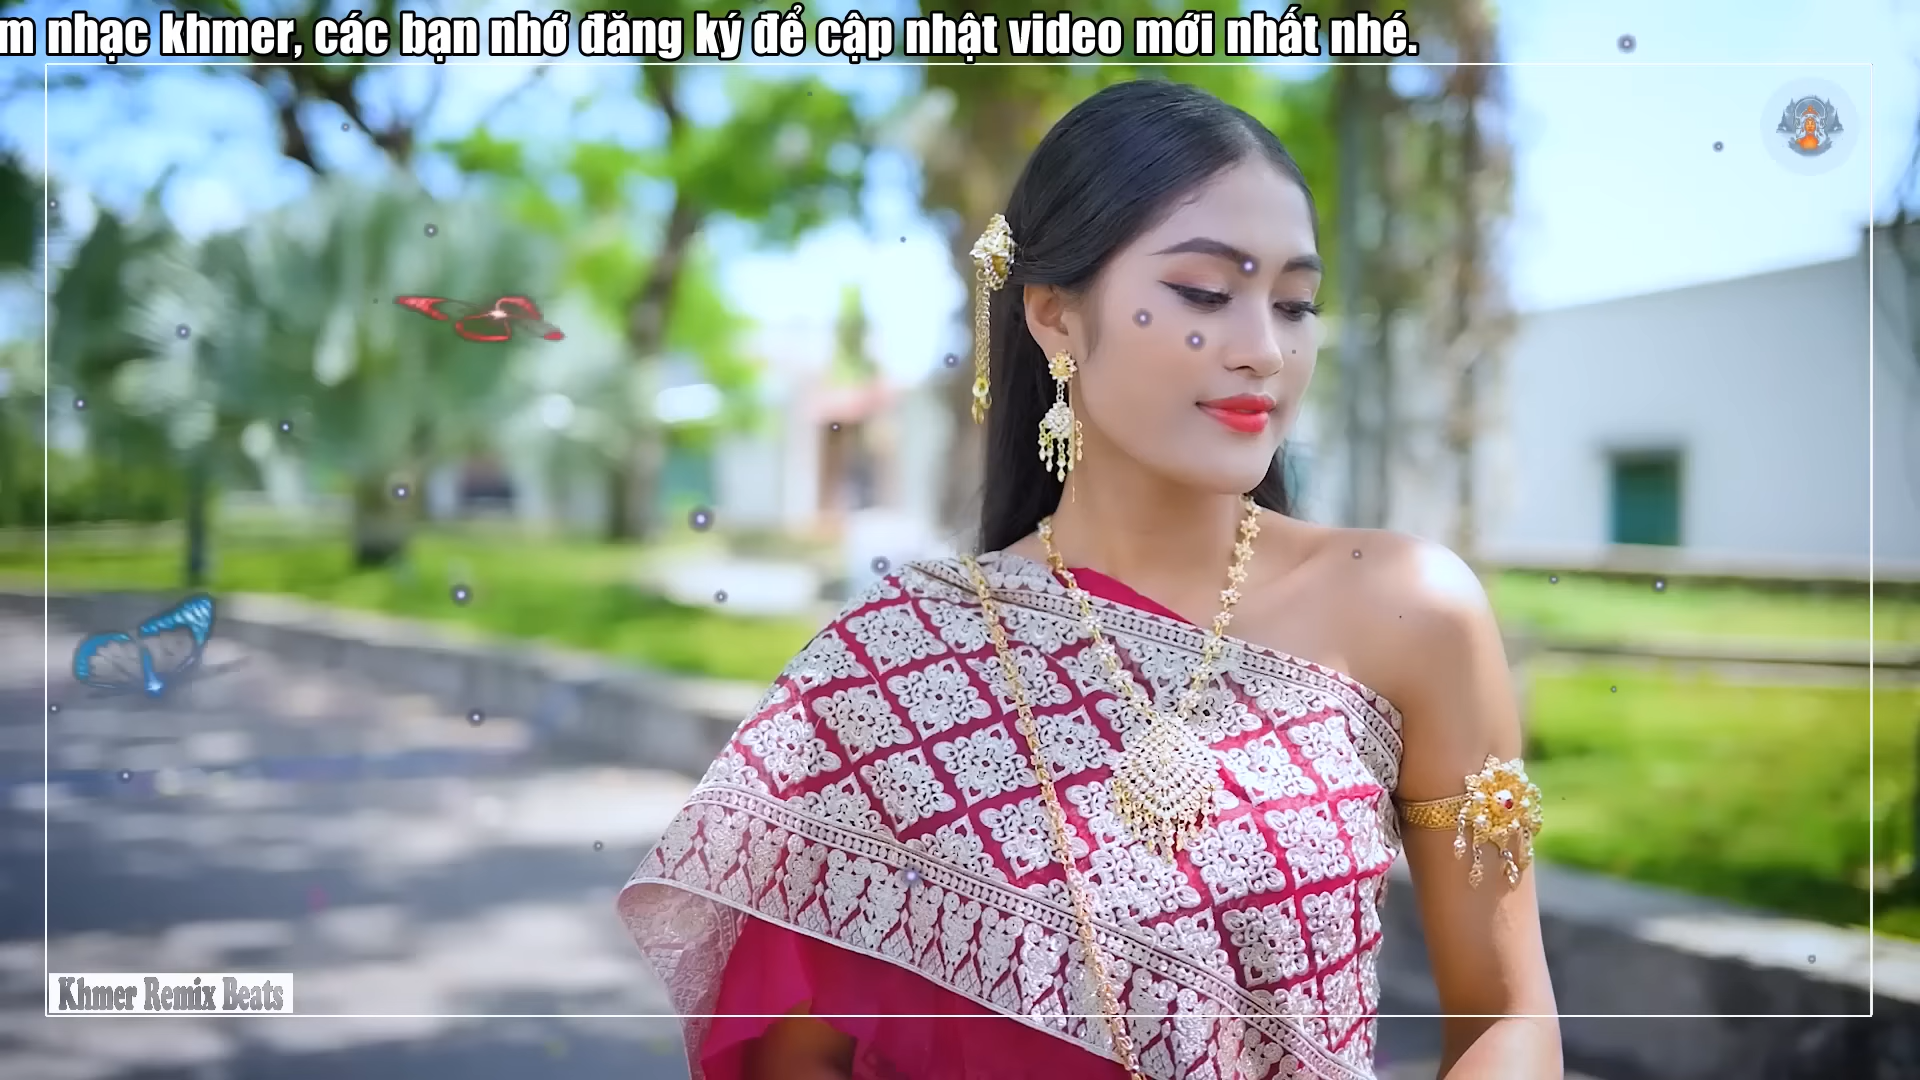 m nhạc khmer, các bạn nhớ đăng ký để cập nhật video mới nhất nhé.
Khmer Remix Beats